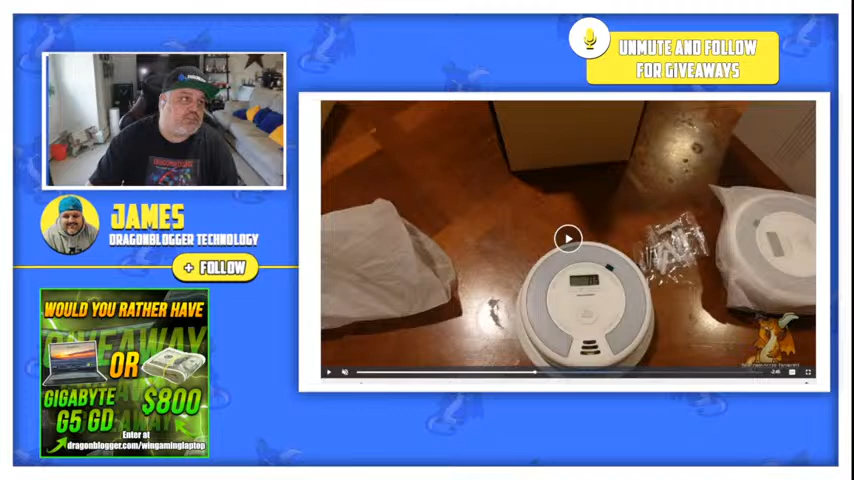 UNMUTE AND FOLLOW
FOR GIVEAWAYS
JAMES
DRAGONBLOGGER TECHNOLOGY
+ FOLLOW
WOULD YOU RATHER HAVE
GIVEAWAY
OR
GIGABYTE
G5 GD
$800
Enter at
dragonblogger.com/wingaminglaptop